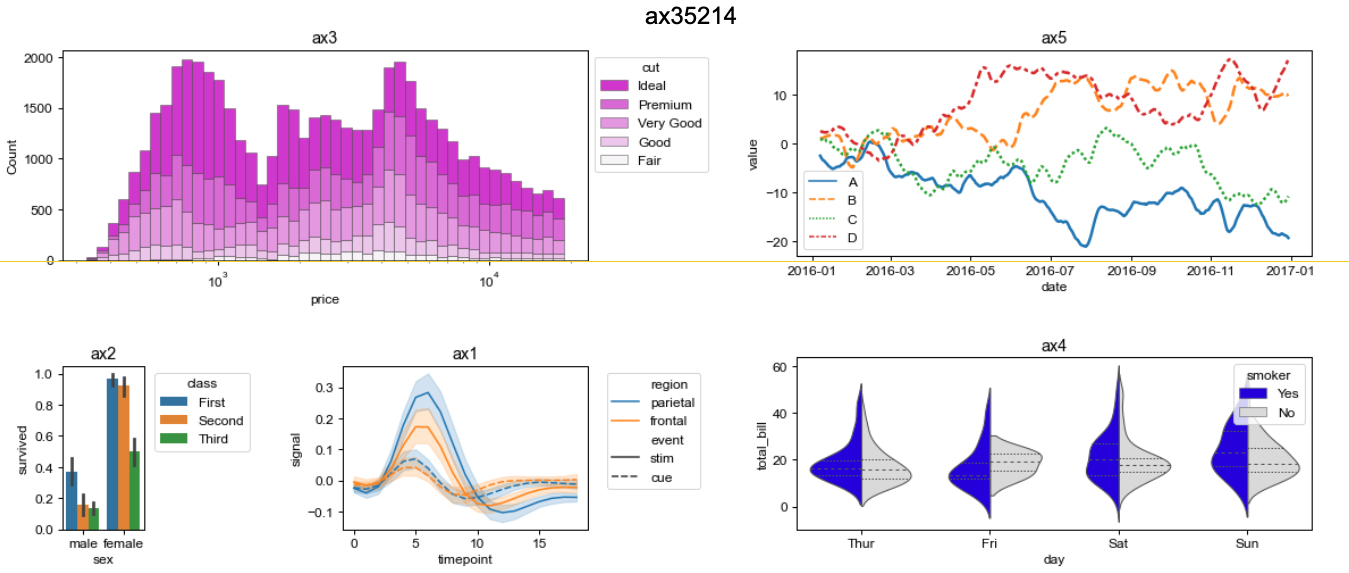 ax35214
ax3
2000
1500
1000
500
0
Count
10³
10⁴
price
cut
Ideal
Premium
Very Good
Good
Fair
ax5
10
0
−10
−20
value
A
B
C
D
2016-01 2016-03 2016-05 2016-07 2016-09 2016-11 2017-01
date
ax2
1.0
0.8
0.6
0.4
0.2
0.0
survived
male female
sex
class
First
Second
Third
ax1
0.3
0.2
0.1
0.0
−0.1
signal
0 5 10 15
timepoint
region
parietal
frontal
event
stim
cue
ax4
60
40
20
0
total_bill
smoker
Yes
No
Thur Fri Sat Sun
day